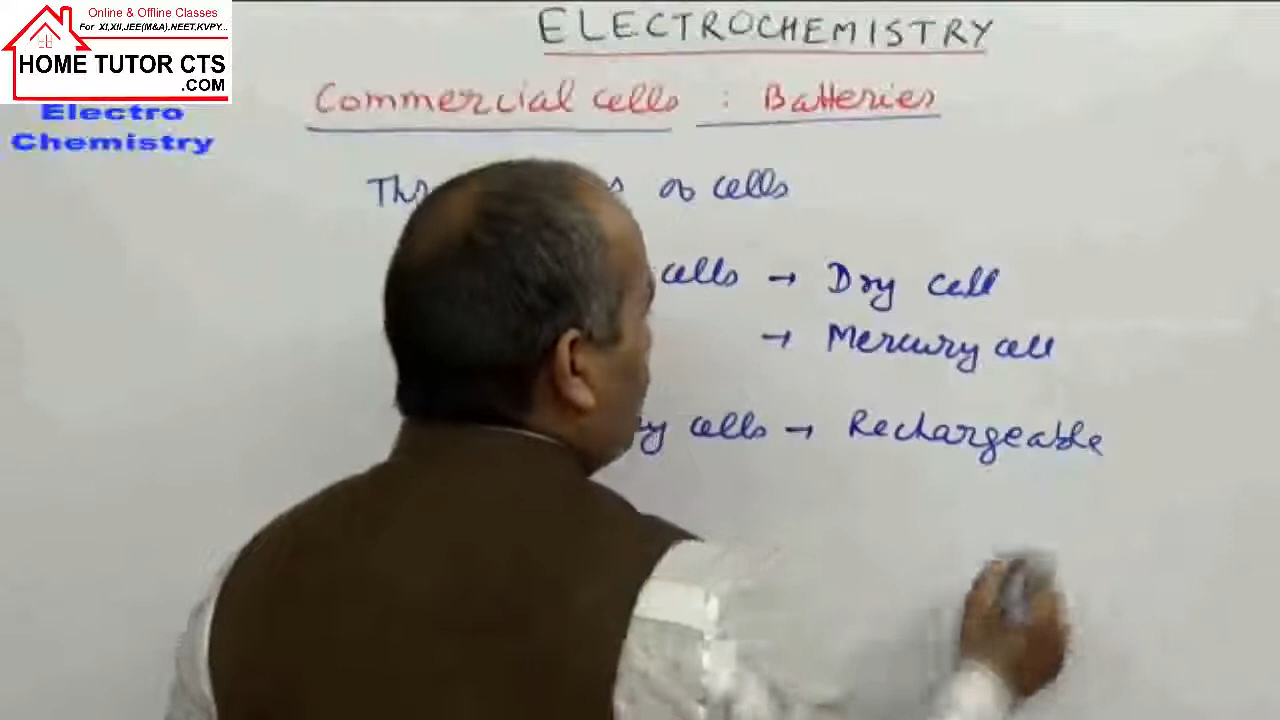 Online & Offline Classes
For XI,XII,JEE(M&A),NEET,KVPY...
HOME TUTOR CTS
.COM
Electro
Chemistry
ELECTROCHEMISTRY
Commercial cells : Batteries
of cells
cells → Dry cell
→ Mercury cell
cells → Rechargeable